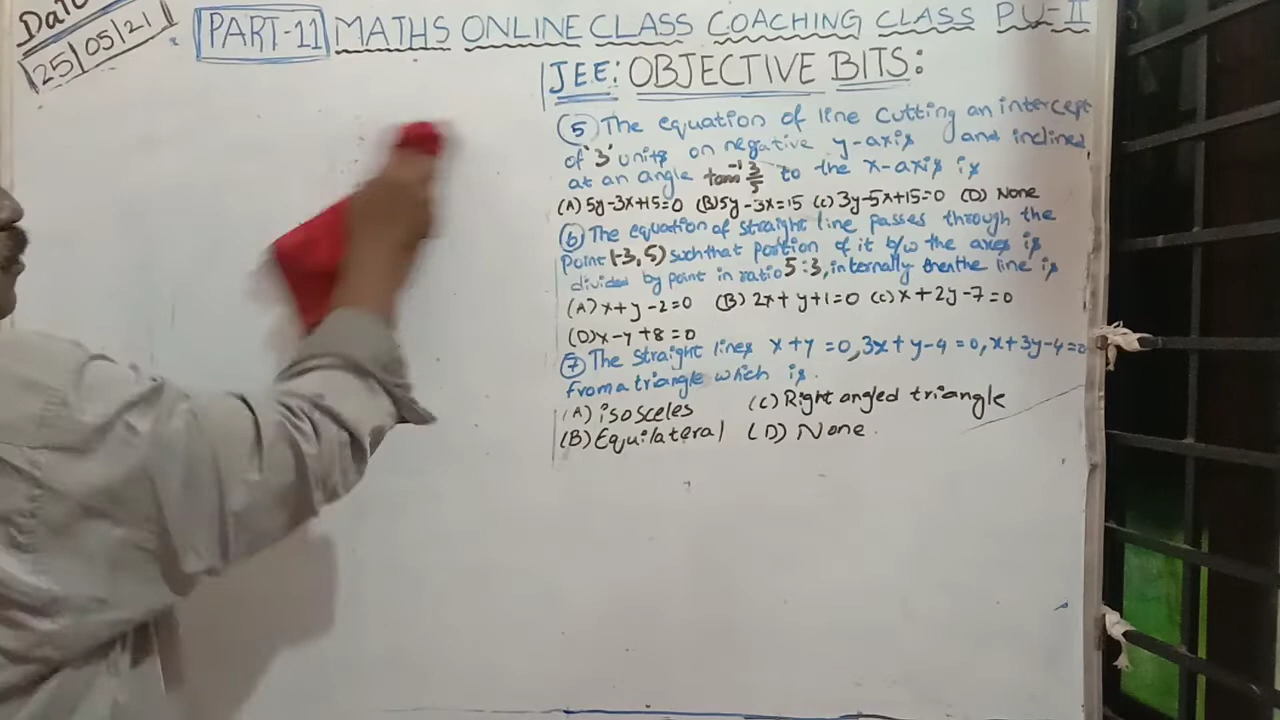 Date
25/05/21
PART-11 MATHS ONLINE CLASS COACHING CLASS P.U-II
JEE: OBJECTIVE BITS:
(5) The equation of line cutting an intercept
of '3' units on negative y-axis and inclined
at an angle tan⁻¹ 3/5 to the x-axis is
(A) 5y-3x+15=0 (B) 5y-3x=15 (C) 3y-5x+15=0 (D) None
(6) The equation of straight line passes through the
point (-3, 5) such that portion of it b/w the axes is
divided by point in ratio 5:3, internally then the line is
(A) x+y-2=0 (B) 2x+y+1=0 (C) x+2y-7=0
(D) x-y+8=0
(7) The straight lines x+y=0, 3x+y-4=0, x+3y-4=0
from a triangle which is.
(A) isosceles (C) Right angled triangle
(B) Equilateral (D) None.